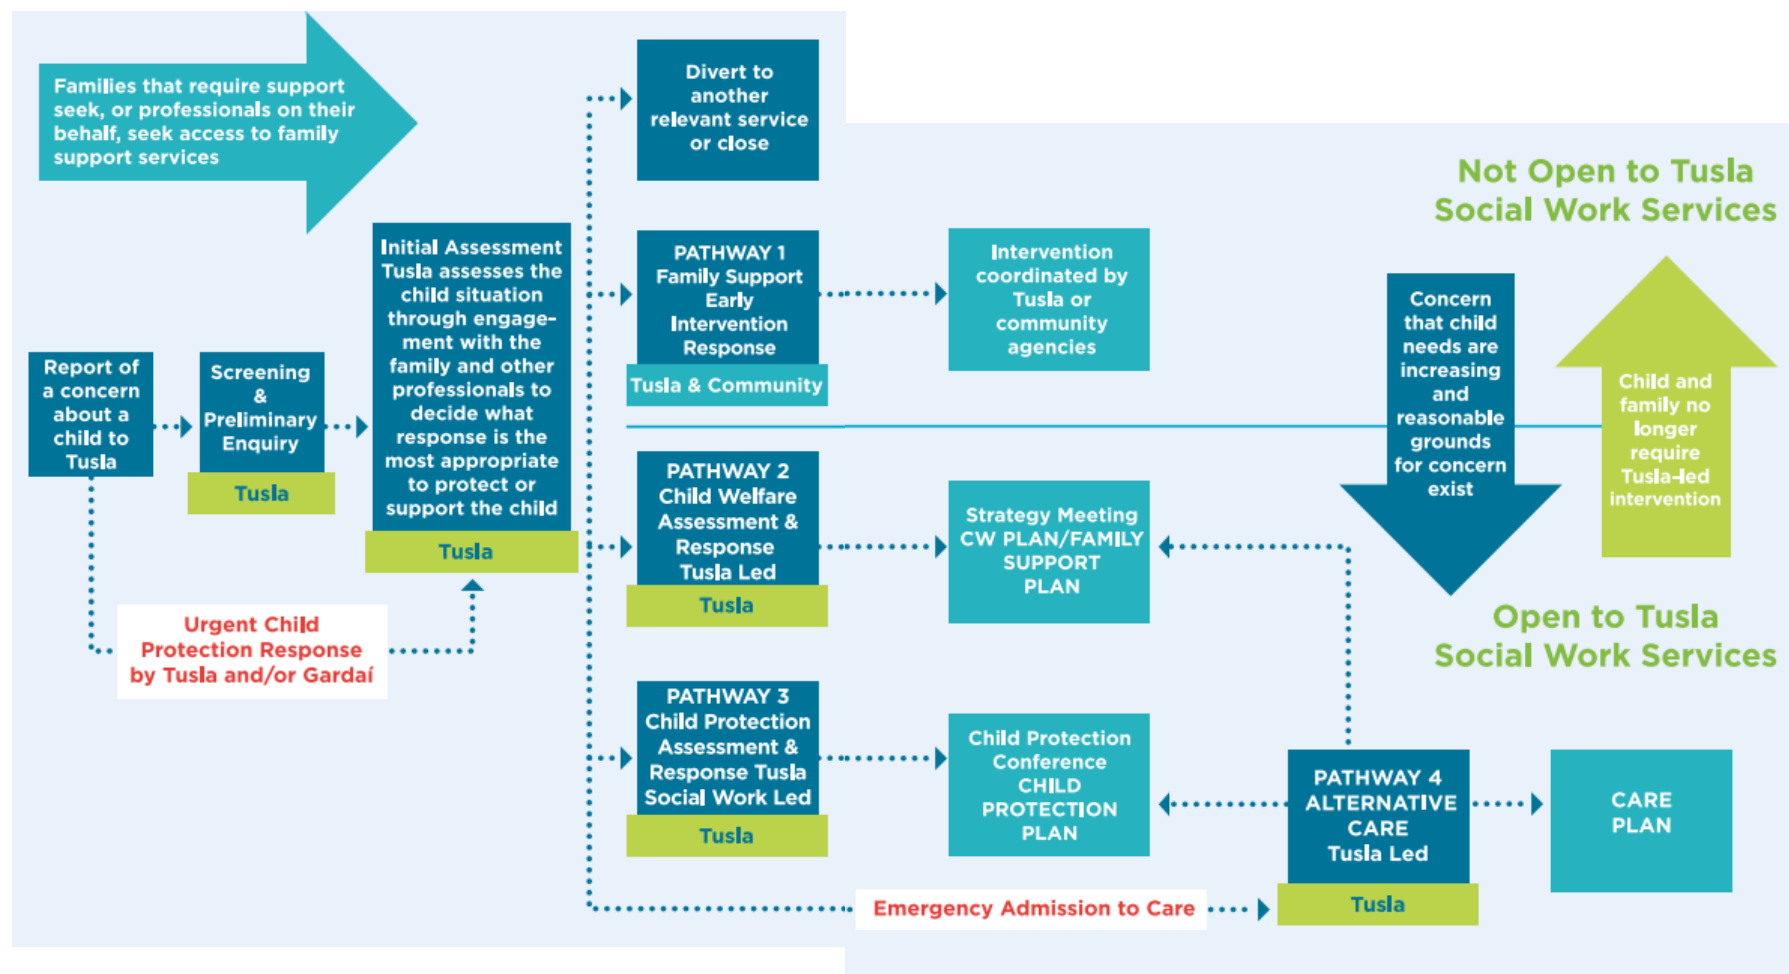 Families that require support
seek, or professionals on their
behalf, seek access to family
support services
Report of
a concern
about a
child to
Tusla
Screening
&
Preliminary
Enquiry
Tusla
Initial Assessment
Tusla assesses the
child situation
through engage-
ment with the
family and other
professionals to
decide what
response is the
most appropriate
to protect or
support the child
Tusla
Urgent Child
Protection Response
by Tusla and/or Gardaí
Divert to
another
relevant service
or close
PATHWAY 1
Family Support
Early
Intervention
Response
Tusla & Community
Intervention
coordinated by
Tusla or
community
agencies
PATHWAY 2
Child Welfare
Assessment &
Response
Tusla Led
Tusla
Strategy Meeting
CW PLAN/FAMILY
SUPPORT
PLAN
PATHWAY 3
Child Protection
Assessment &
Response Tusla
Social Work Led
Tusla
Child Protection
Conference
CHILD
PROTECTION
PLAN
Emergency Admission to Care
PATHWAY 4
ALTERNATIVE
CARE
Tusla Led
Tusla
CARE
PLAN
Not Open to Tusla
Social Work Services
Concern
that child
needs are
increasing
and
reasonable
grounds
for concern
exist
Child and
family no
longer
require
Tusla-led
intervention
Open to Tusla
Social Work Services